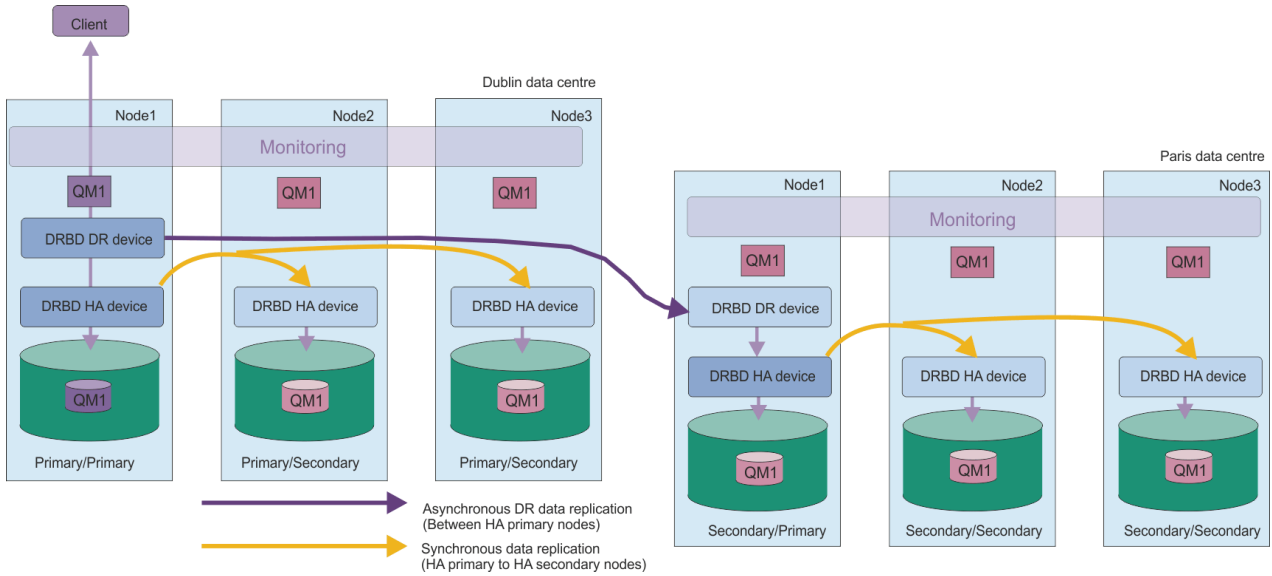 Client
Dublin data centre
Node1
Node2
Node3
Monitoring
QM1
QM1
QM1
DRBD DR device
DRBD HA device
DRBD HA device
DRBD HA device
QM1
QM1
QM1
Primary/Primary
Primary/Secondary
Primary/Secondary
Paris data centre
Node1
Node2
Node3
Monitoring
QM1
QM1
QM1
DRBD DR device
DRBD HA device
DRBD HA device
DRBD HA device
QM1
QM1
QM1
Secondary/Primary
Secondary/Secondary
Secondary/Secondary
Asynchronous DR data replication
(Between HA primary nodes)
Synchronous data replication
(HA primary to HA secondary nodes)